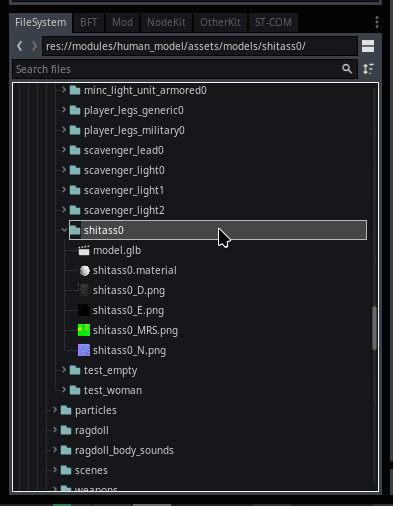 FileSystem BFT Mod NodeKit OtherKit ST-COM
res://modules/human_model/assets/models/shitass0/
Search files
minc_light_unit_armored0
player_legs_generic0
player_legs_military0
scavenger_lead0
scavenger_light0
scavenger_light1
scavenger_light2
shitass0
model.glb
shitass0.material
shitass0_D.png
shitass0_E.png
shitass0_MRS.png
shitass0_N.png
test_empty
test_woman
particles
ragdoll
ragdoll_body_sounds
scenes
weapons